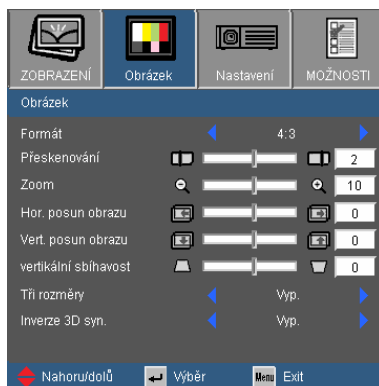 ZOBRAZENÍ Obrázek Nastavení MOŽNOSTI
Obrázek
Formát 4:3
Přeskenování 2
Zoom 10
Hor. posun obrazu 0
Vert. posun obrazu 0
vertikální sbíhavost 0
Tři rozměry Vyp.
Inverze 3D syn. Vyp.
Nahoru/dolů Výběr Menu Exit